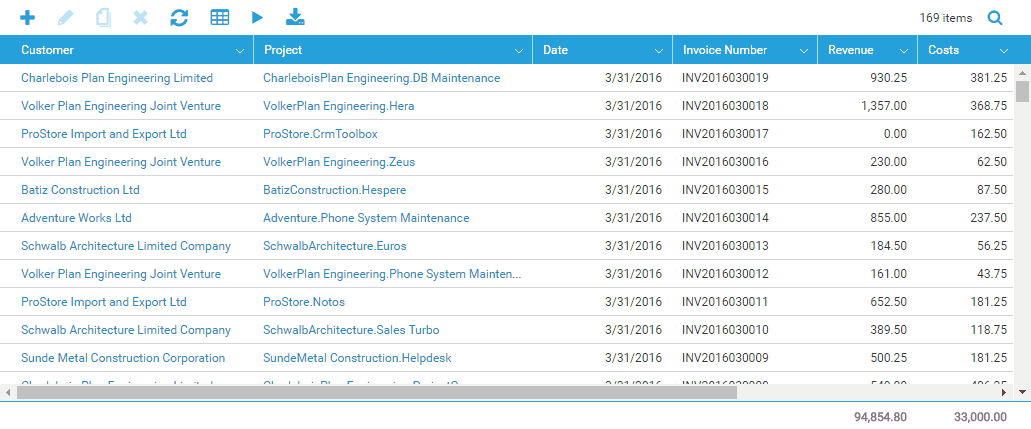 169 items
Customer Project Date Invoice Number Revenue Costs
Charlebois Plan Engineering Limited CharleboisPlan Engineering.DB Maintenance 3/31/2016 INV2016030019 930.25 381.25
Volker Plan Engineering Joint Venture VolkerPlan Engineering.Hera 3/31/2016 INV2016030018 1,357.00 368.75
ProStore Import and Export Ltd ProStore.CrmToolbox 3/31/2016 INV2016030017 0.00 162.50
Volker Plan Engineering Joint Venture VolkerPlan Engineering.Zeus 3/31/2016 INV2016030016 230.00 62.50
Batiz Construction Ltd BatizConstruction.Hespere 3/31/2016 INV2016030015 280.00 87.50
Adventure Works Ltd Adventure.Phone System Maintenance 3/31/2016 INV2016030014 855.00 237.50
Schwalb Architecture Limited Company SchwalbArchitecture.Euros 3/31/2016 INV2016030013 184.50 56.25
Volker Plan Engineering Joint Venture VolkerPlan Engineering.Phone System Mainten... 3/31/2016 INV2016030012 161.00 43.75
ProStore Import and Export Ltd ProStore.Notos 3/31/2016 INV2016030011 652.50 181.25
Schwalb Architecture Limited Company SchwalbArchitecture.Sales Turbo 3/31/2016 INV2016030010 389.50 118.75
Sunde Metal Construction Corporation SundeMetal Construction.Helpdesk 3/31/2016 INV2016030009 500.25 181.25
94,854.80 33,000.00